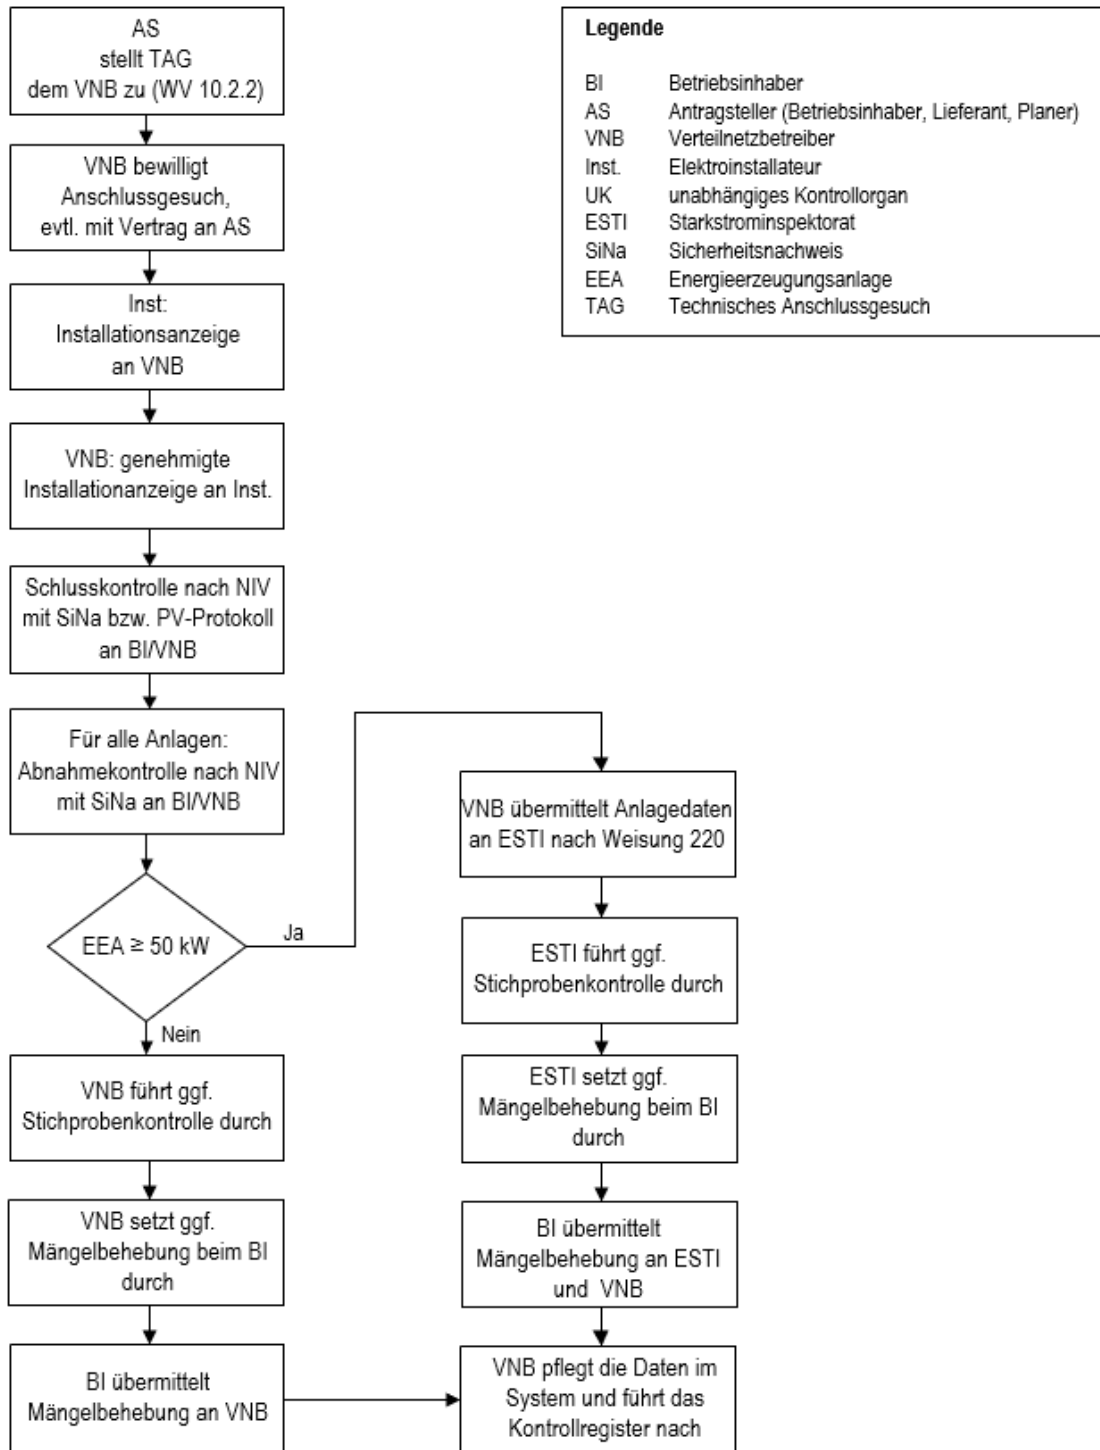 AS
stellt TAG
dem VNB zu (WV 10.2.2)
VNB bewilligt
Anschlussgesuch,
evtl. mit Vertrag an AS
Inst:
Installationsanzeige
an VNB
VNB: genehmigte
Installationanzeige an Inst.
Schlusskontrolle nach NIV
mit SiNa bzw. PV-Protokoll
an BI/VNB
Für alle Anlagen:
Abnahmekontrolle nach NIV
mit SiNa an BI/VNB
EEA ≥ 50 kW
Ja
Nein
VNB führt ggf.
Stichprobenkontrolle durch
VNB setzt ggf.
Mängelbehebung beim BI
durch
BI übermittelt
Mängelbehebung an VNB
VNB übermittelt Anlagedaten
an ESTI nach Weisung 220
ESTI führt ggf.
Stichprobenkontrolle durch
ESTI setzt ggf.
Mängelbehebung beim BI
durch
BI übermittelt
Mängelbehebung an ESTI
und VNB
VNB pflegt die Daten im
System und führt das
Kontrollregister nach
Legende
BI Betriebsinhaber
AS Antragsteller (Betriebsinhaber, Lieferant, Planer)
VNB Verteilnetzbetreiber
Inst. Elektroinstallateur
UK unabhängiges Kontrollorgan
ESTI Starkstrominspektorat
SiNa Sicherheitsnachweis
EEA Energieerzeugungsanlage
TAG Technisches Anschlussgesuch